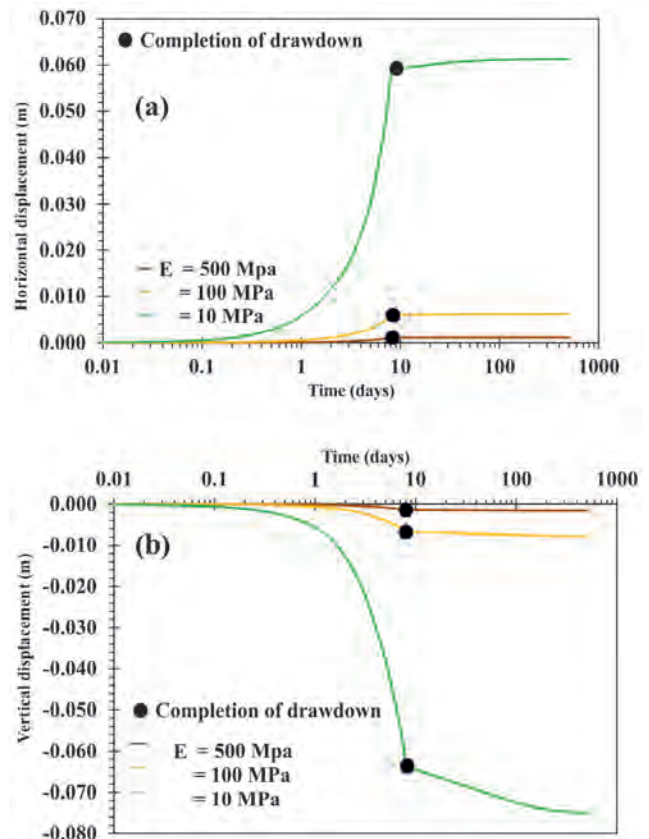 0.070
● Completion of drawdown
0.060
(a)
0.050
0.040
0.030
0.020
E = 500 Mpa
= 100 MPa
0.010
= 10 MPa
0.000
0.01 0.1 1 10 100 1000
Time (days)
Horizontal displacement (m)
Time (days)
0.01 0.1 1 10 100 1000
0.000
-0.010
(b)
-0.020
-0.030
-0.040
-0.050
● Completion of drawdown
-0.060
E = 500 Mpa
= 100 MPa
-0.070
= 10 MPa
-0.080
Vertical displacement (m)